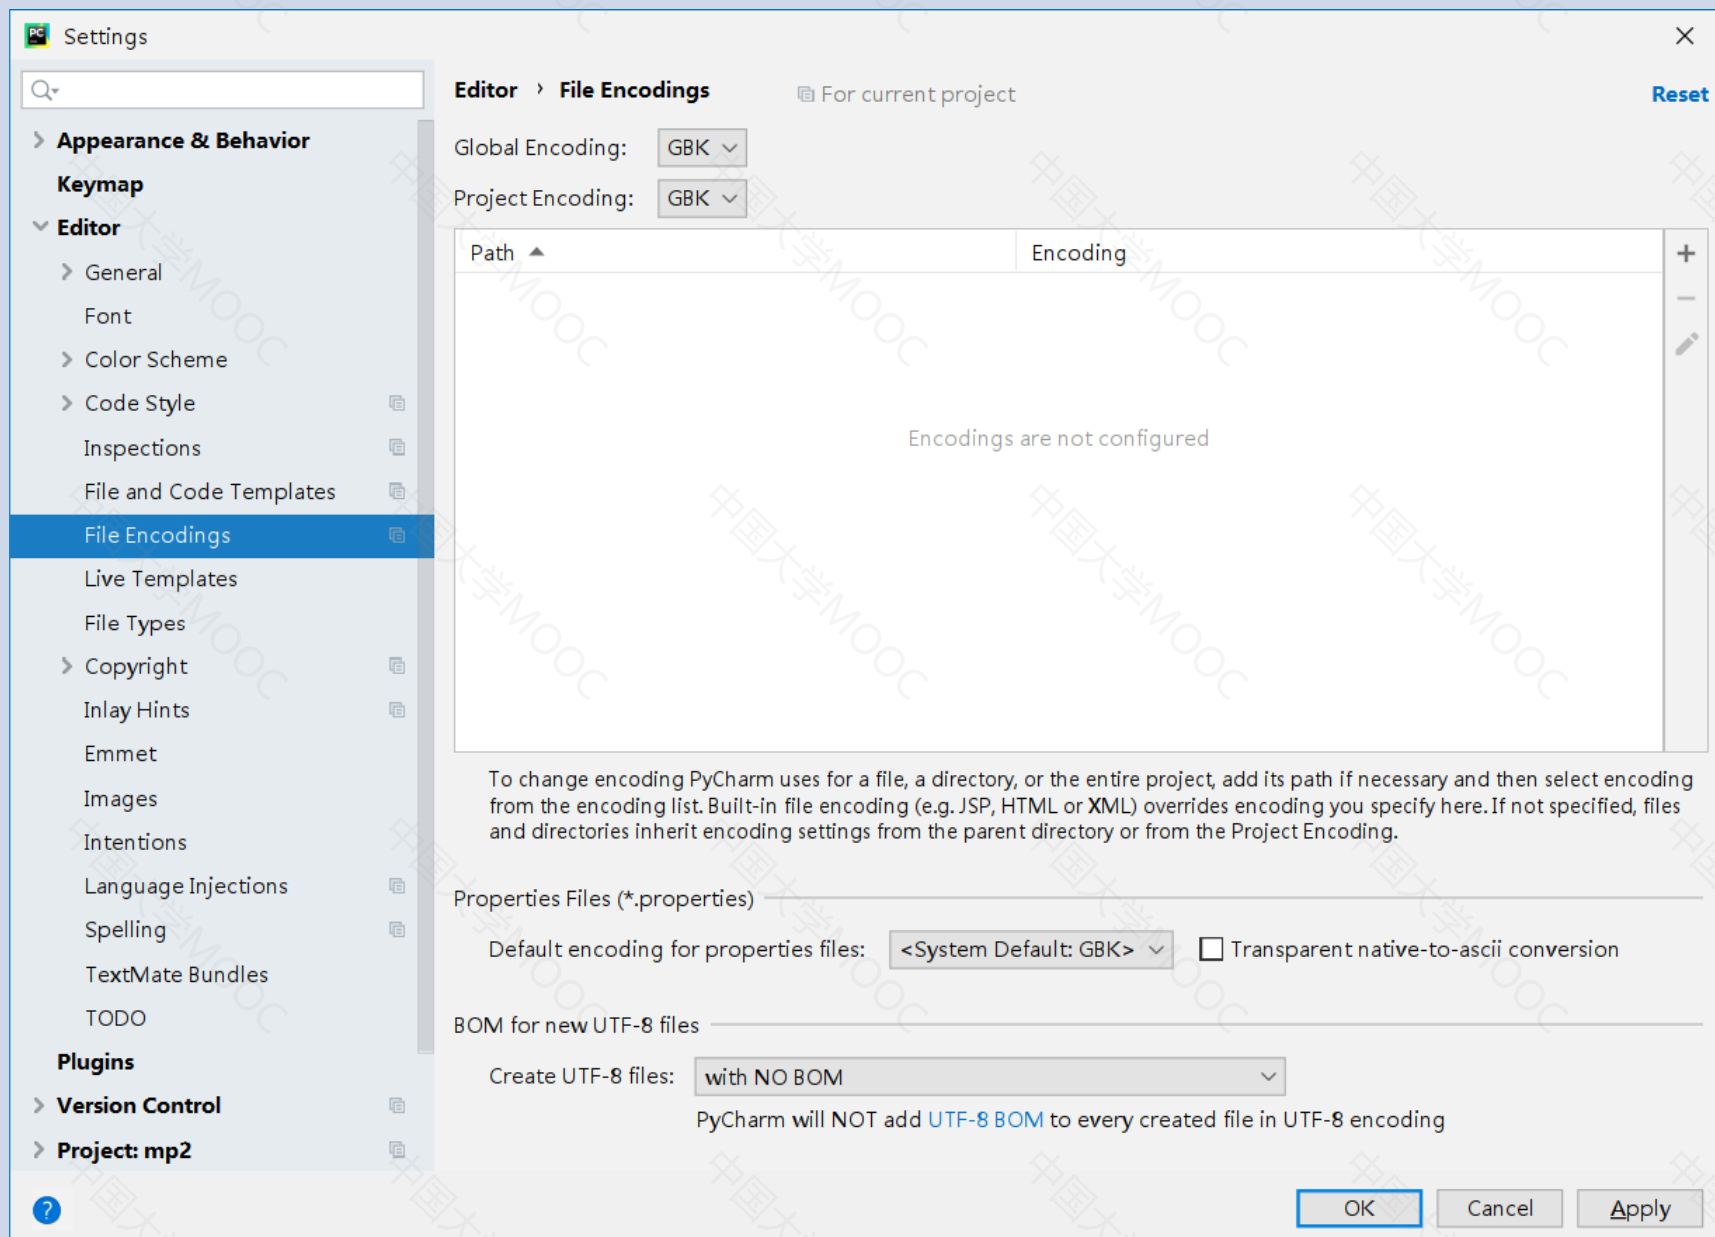 Settings
Appearance & Behavior
Keymap
Editor
General
Font
Color Scheme
Code Style
Inspections
File and Code Templates
File Encodings
Live Templates
File Types
Copyright
Inlay Hints
Emmet
Images
Intentions
Language Injections
Spelling
TextMate Bundles
TODO
Plugins
Version Control
Project: mp2
Editor › File Encodings
For current project
Reset
Global Encoding: GBK
Project Encoding: GBK
Path Encoding
Encodings are not configured
To change encoding PyCharm uses for a file, a directory, or the entire project, add its path if necessary and then select encoding
from the encoding list. Built-in file encoding (e.g. JSP, HTML or XML) overrides encoding you specify here. If not specified, files
and directories inherit encoding settings from the parent directory or from the Project Encoding.
Properties Files (*.properties)
Default encoding for properties files: <System Default: GBK> Transparent native-to-ascii conversion
BOM for new UTF-8 files
Create UTF-8 files: with NO BOM
PyCharm will NOT add UTF-8 BOM to every created file in UTF-8 encoding
?
OK Cancel Apply
中国大学MOOC